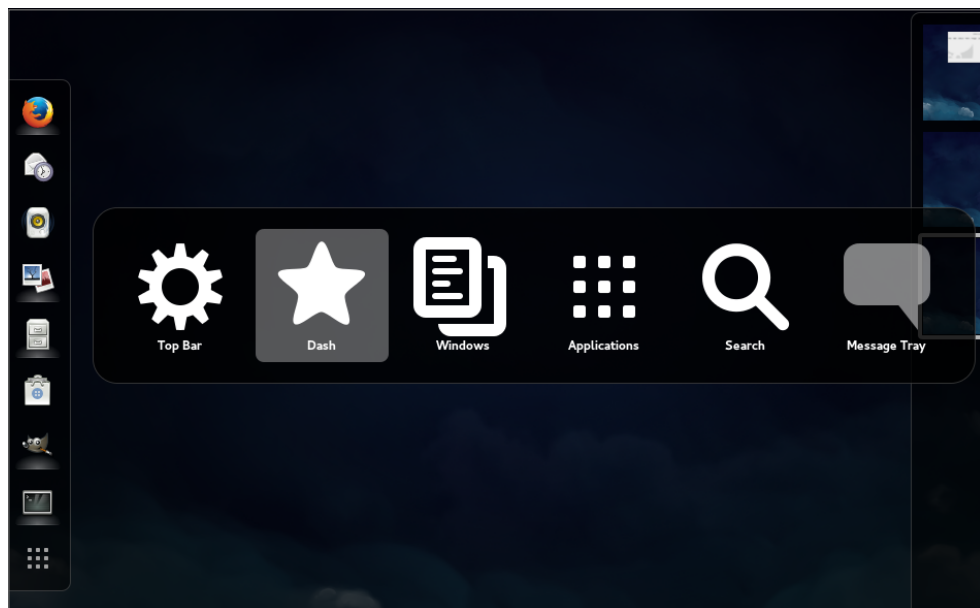 Top Bar
Dash
Windows
Applications
Search
Message Tray